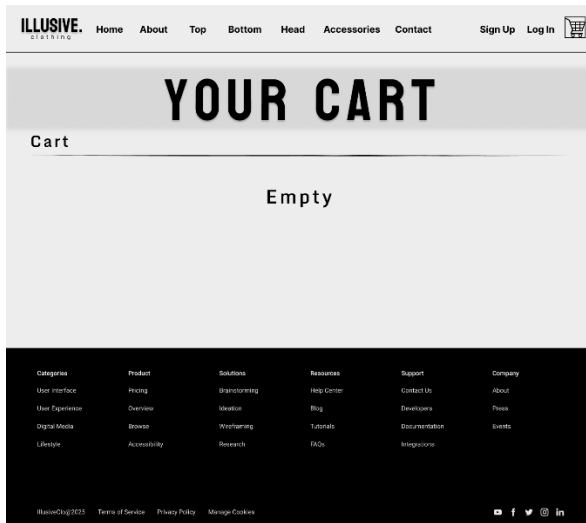 ILLUSIVE.
clothing
Home About Top Bottom Head Accessories Contact Sign Up Log In
YOUR CART
Cart
Empty
Categories Product Solutions Resources Support Company
User Interface Pricing Brainstorming Help Center Contact Us About
User Experience Overview Ideation Blog Developers Press
Digital Media Browse Wireframing Tutorials Documentation Events
Lifestyle Accessibility Research FAQs Integrations
IllusiveClo@2023 Terms of Service Privacy Policy Manage Cookies